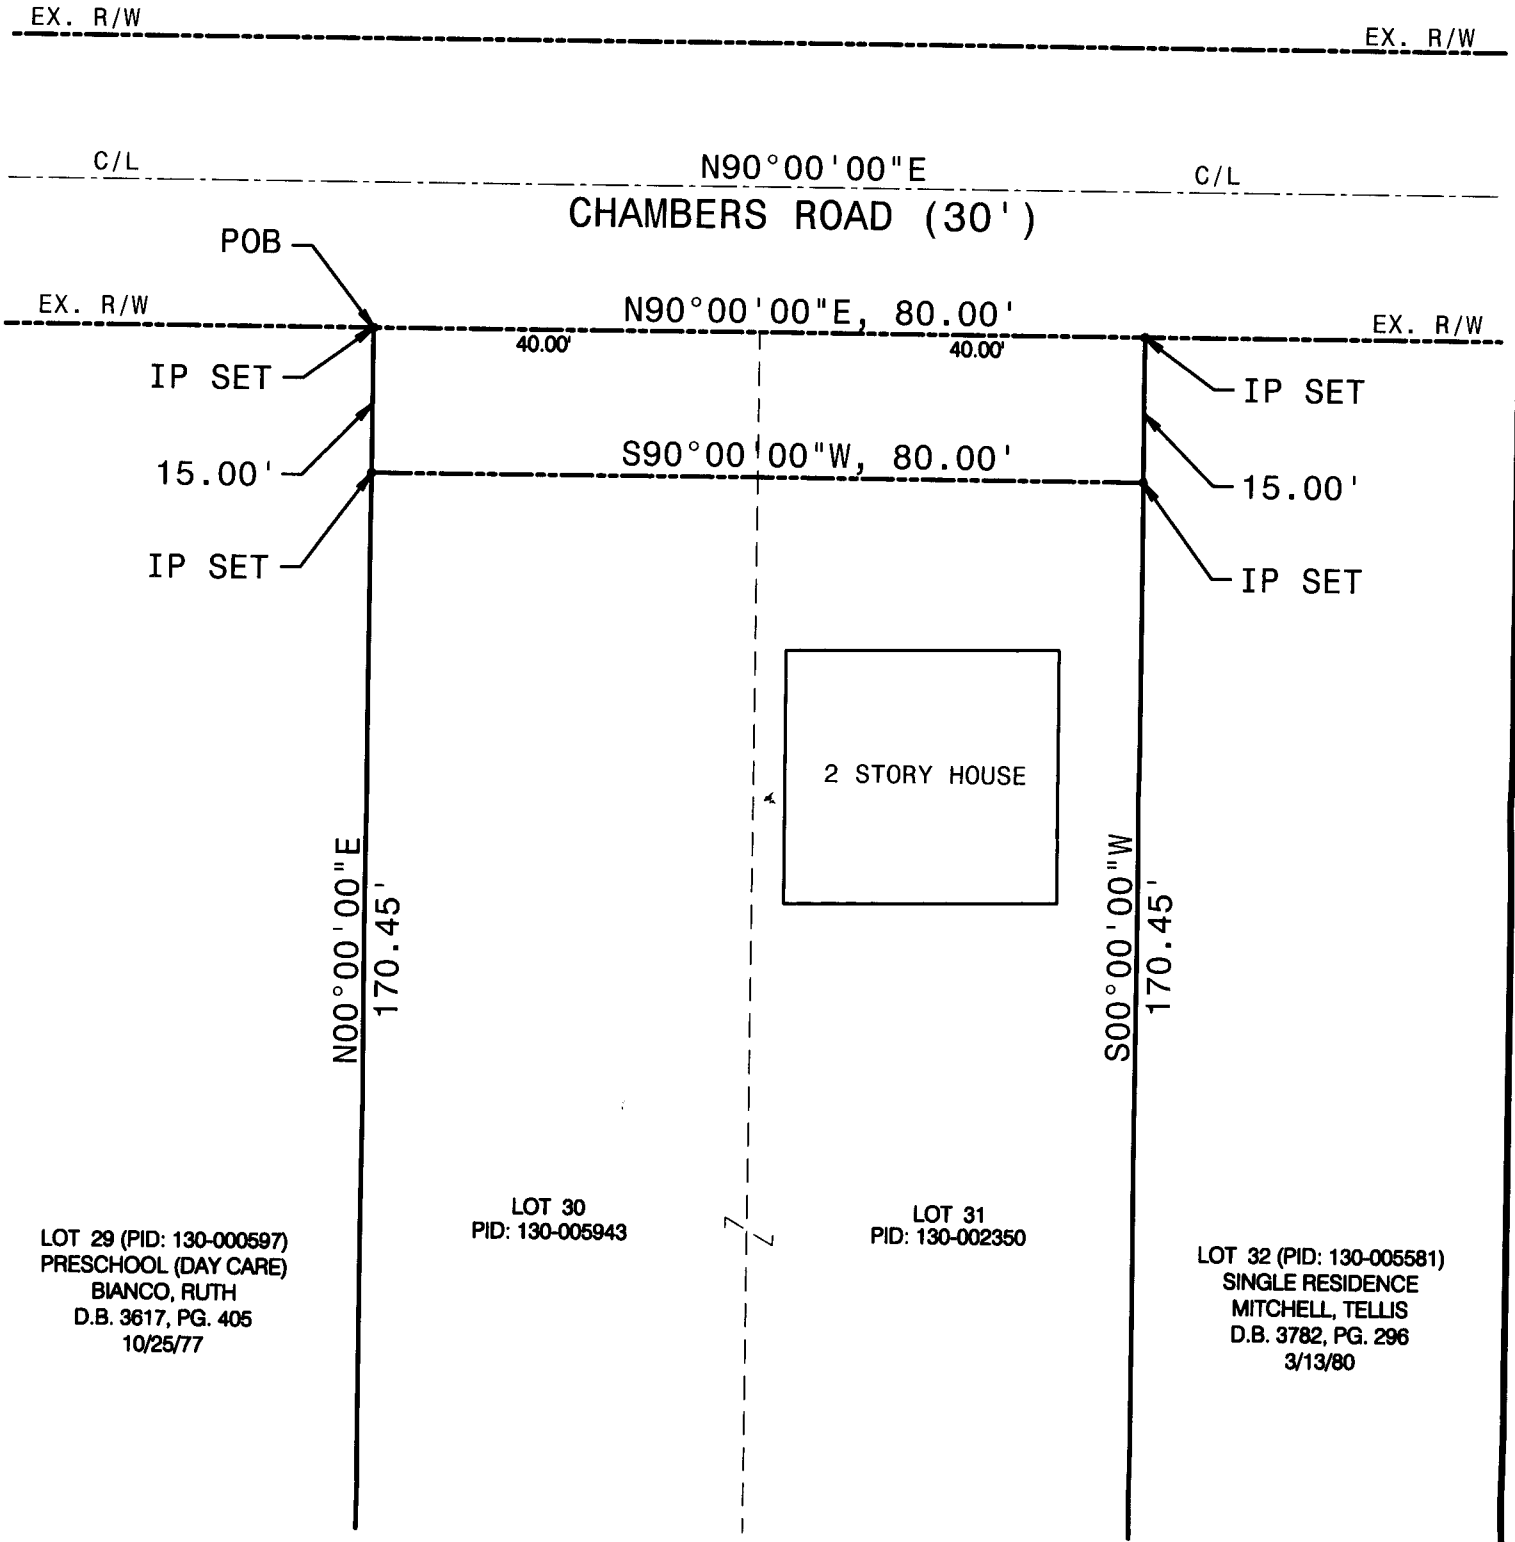 EX. R/W
EX. R/W
C/L
N90°00'00"E
C/L
CHAMBERS ROAD (30')
POB
EX. R/W
N90°00'00"E, 80.00'
EX. R/W
40.00'
40.00'
IP SET
IP SET
15.00'
S90°00'00"W, 80.00'
15.00'
IP SET
IP SET
2 STORY HOUSE
N00°00'00"E
170.45'
S00°00'00"W
170.45'
LOT 30
PID: 130-005943
LOT 31
PID: 130-002350
LOT 29 (PID: 130-000597)
PRESCHOOL (DAY CARE)
BIANCO, RUTH
D.B. 3617, PG. 405
10/25/77
LOT 32 (PID: 130-005581)
SINGLE RESIDENCE
MITCHELL, TELLIS
D.B. 3782, PG. 296
3/13/80